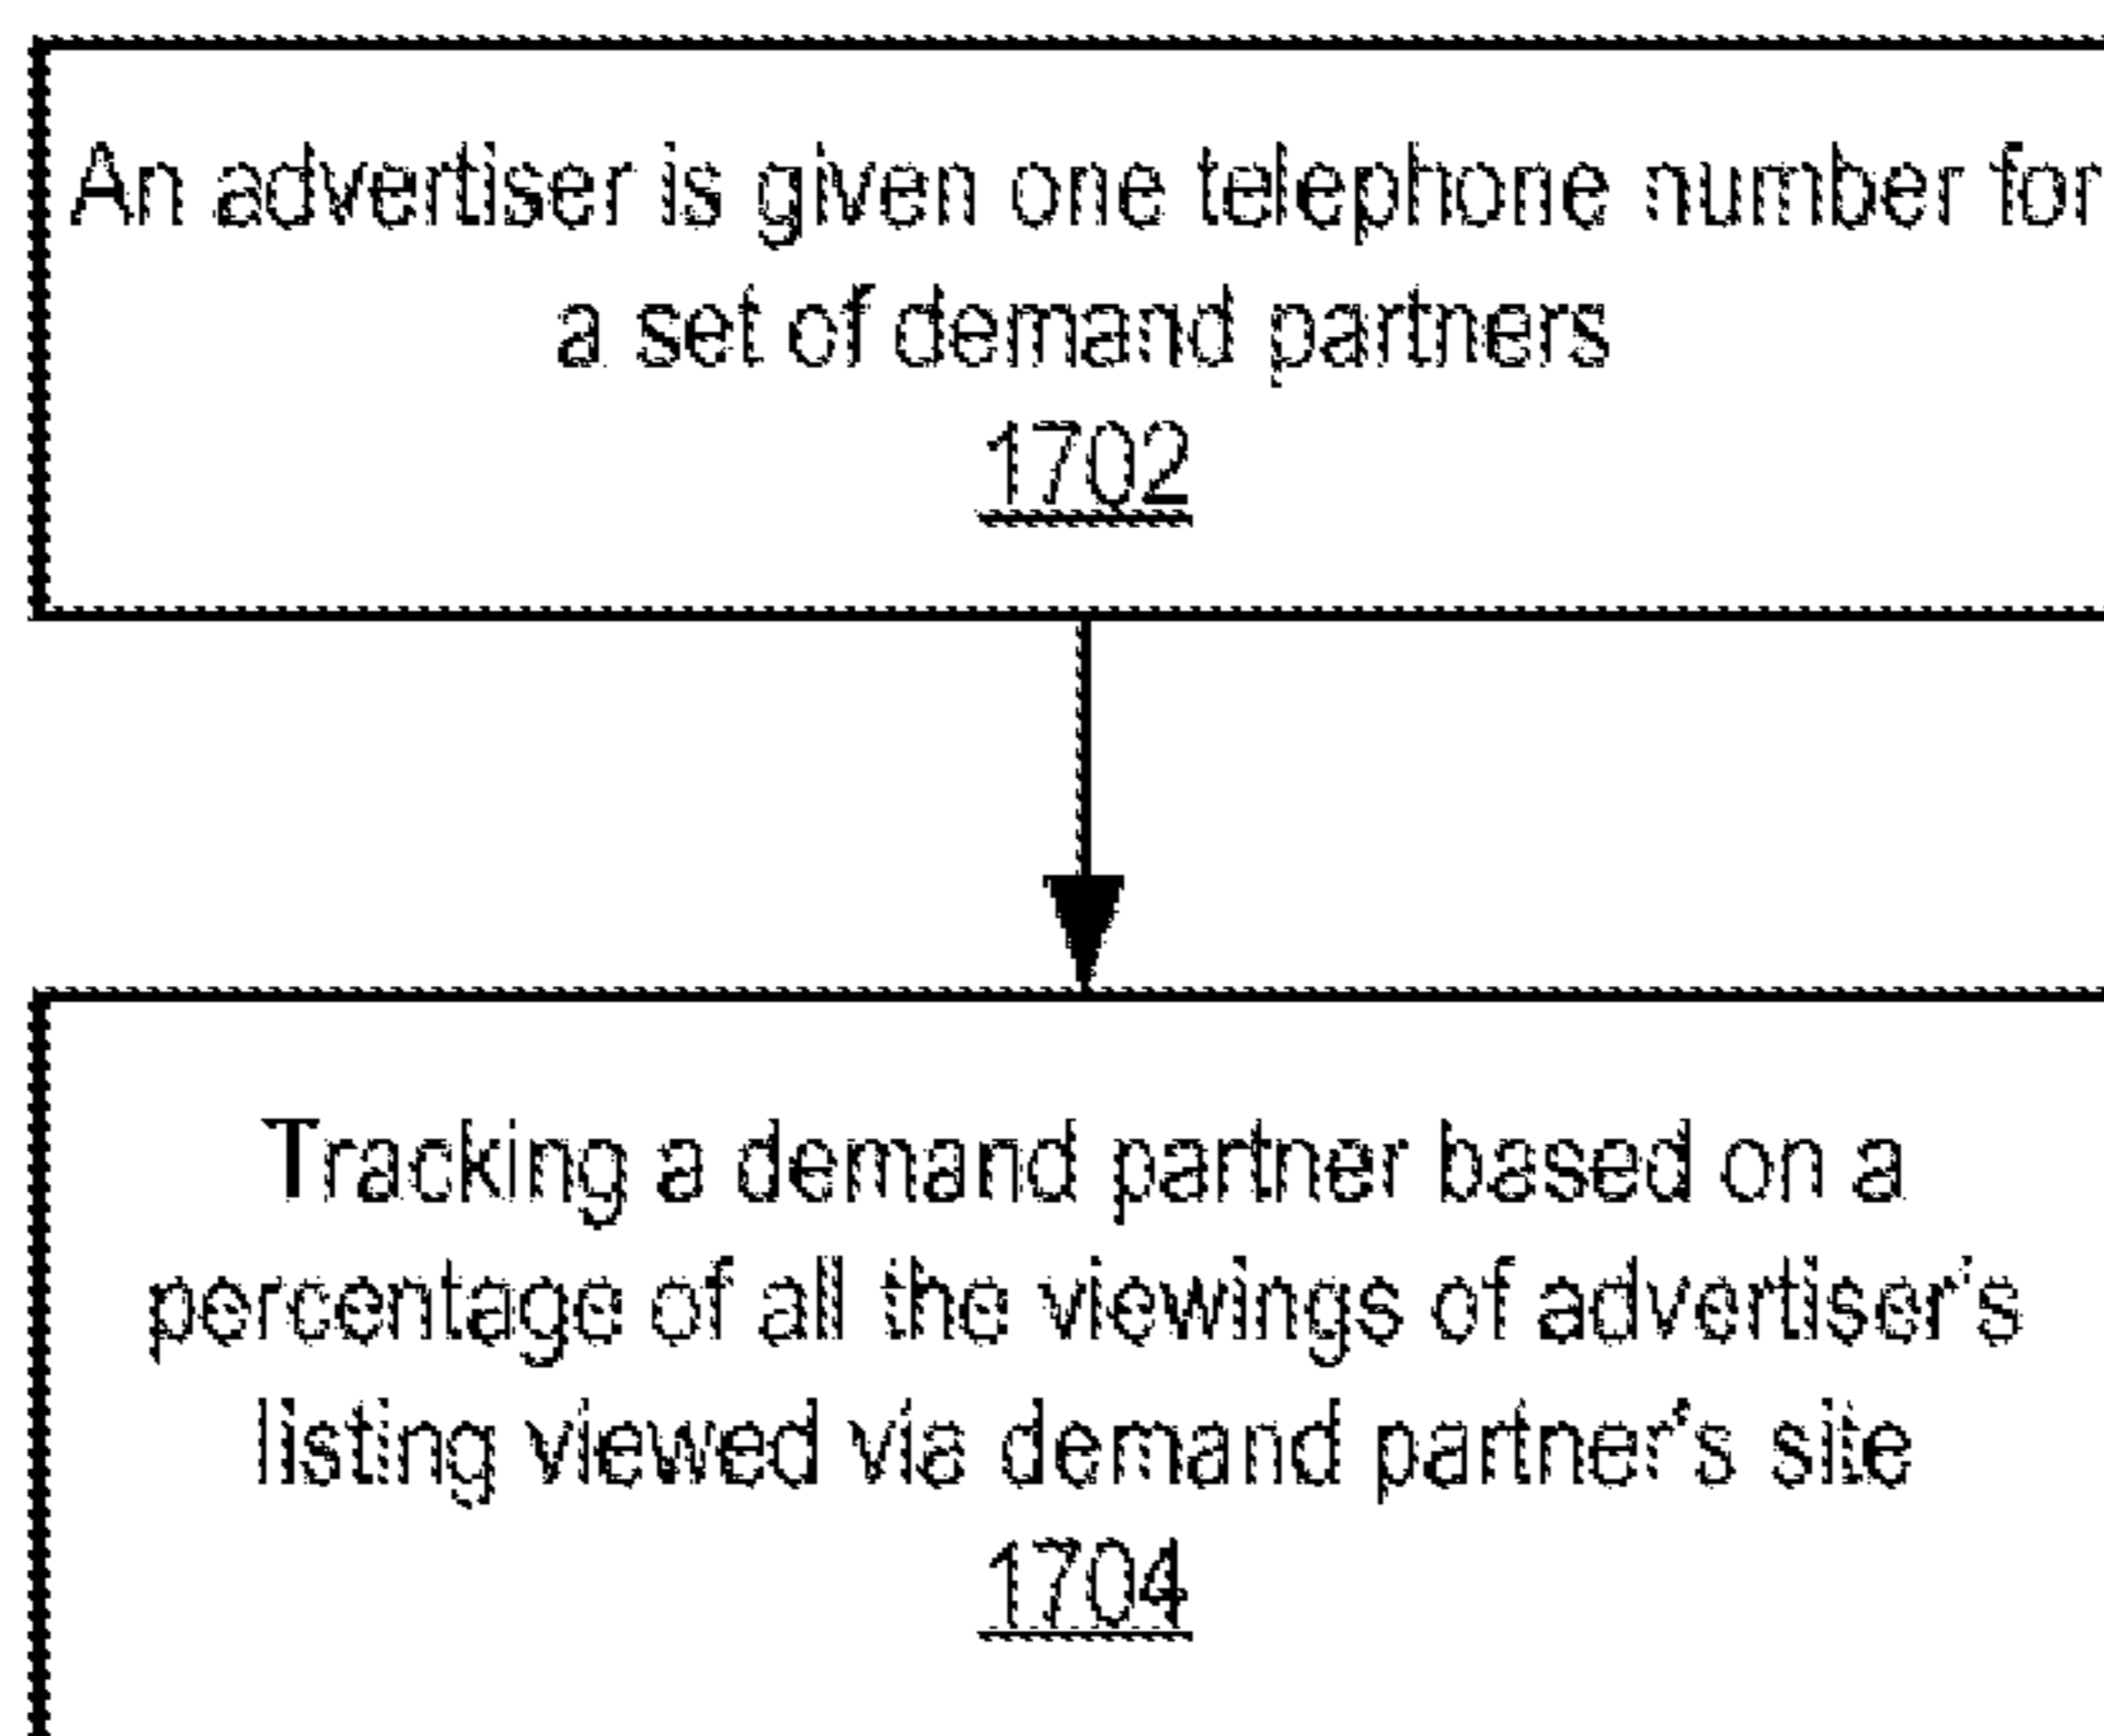 An advertiser is given one telephone number for
a set of demand partners
1702
Tracking a demand partner based on a
percentage of all the viewings of advertiser's
listing viewed via demand partner's site
1704